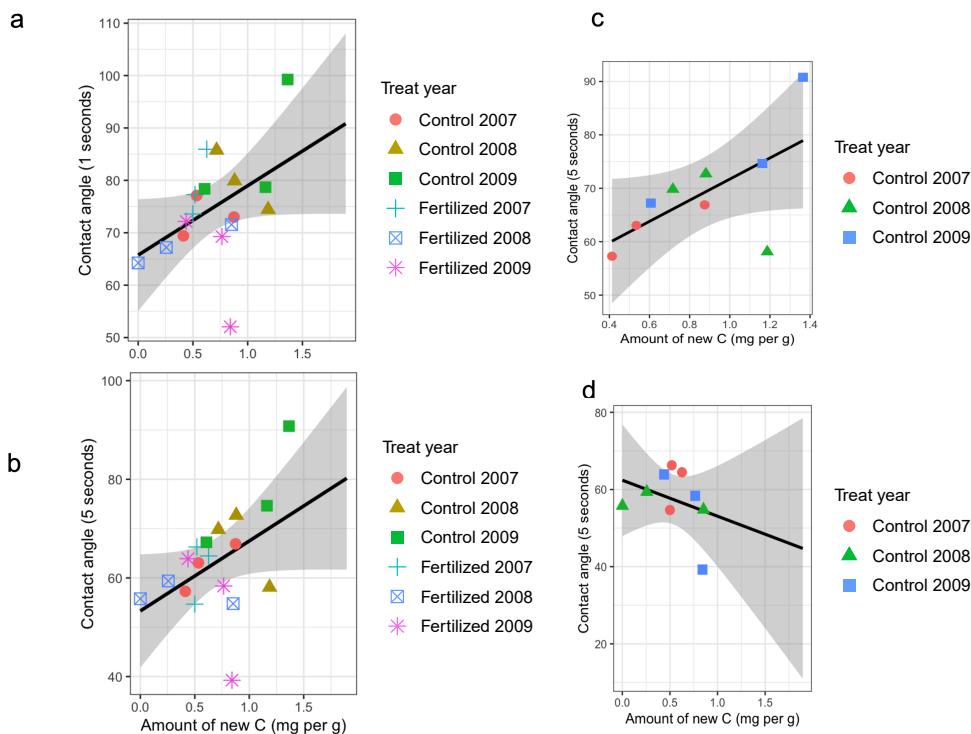 a
Contact angle (1 seconds)
110
100
90
80
70
60
50
0.0
0.5
1.0
1.5
Treat year
Control 2007
Control 2008
Control 2009
Fertilized 2007
Fertilized 2008
Fertilized 2009
b
Contact angle (5 seconds)
100
80
60
40
0.0
0.5
1.0
1.5
Amount of new C (mg per g)
Treat year
Control 2007
Control 2008
Control 2009
Fertilized 2007
Fertilized 2008
Fertilized 2009
c
Contact angle (5 seconds)
90
80
70
60
50
0.4
0.6
0.8
1.0
1.2
1.4
Amount of new C (mg per g)
Treat year
Control 2007
Control 2008
Control 2009
d
Contact angle (5 seconds)
80
60
40
20
0.0
0.5
1.0
1.5
Amount of new C (mg per g)
Treat year
Control 2007
Control 2008
Control 2009